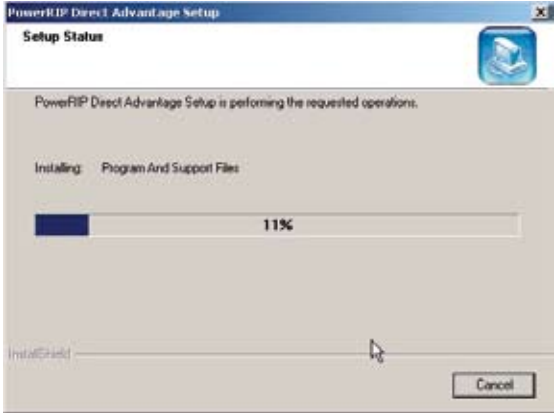 PowerRIP Direct Advantage Setup
Setup Status
PowerRIP Direct Advantage Setup is performing the requested operations.
Installing: Program And Support Files
11%
InstallShield
Cancel